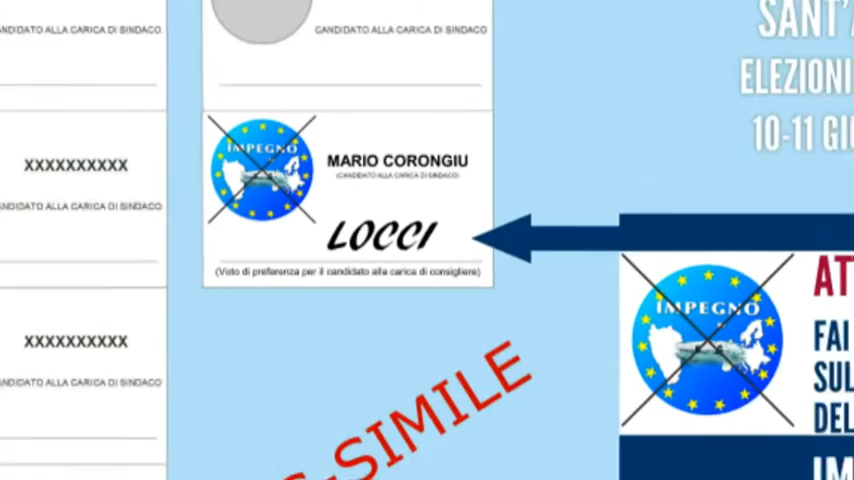 CANDIDATO ALLA CARICA DI SINDACO
XXXXXXXXXX
CANDIDATO ALLA CARICA DI SINDACO
XXXXXXXXXX
CANDIDATO ALLA CARICA DI SINDACO
CANDIDATO ALLA CARICA DI SINDACO
IMPEGNO
MARIO CORONGIU
(CANDIDATO ALLA CARICA DI SINDACO)
LOCCI
(Voto di preferenza per il candidato alla carica di consigliere)
-SIMILE
SANT'
ELEZIONI
10-11 GIU
IMPEGNO
AT
FAI
SUL
DEL
IM